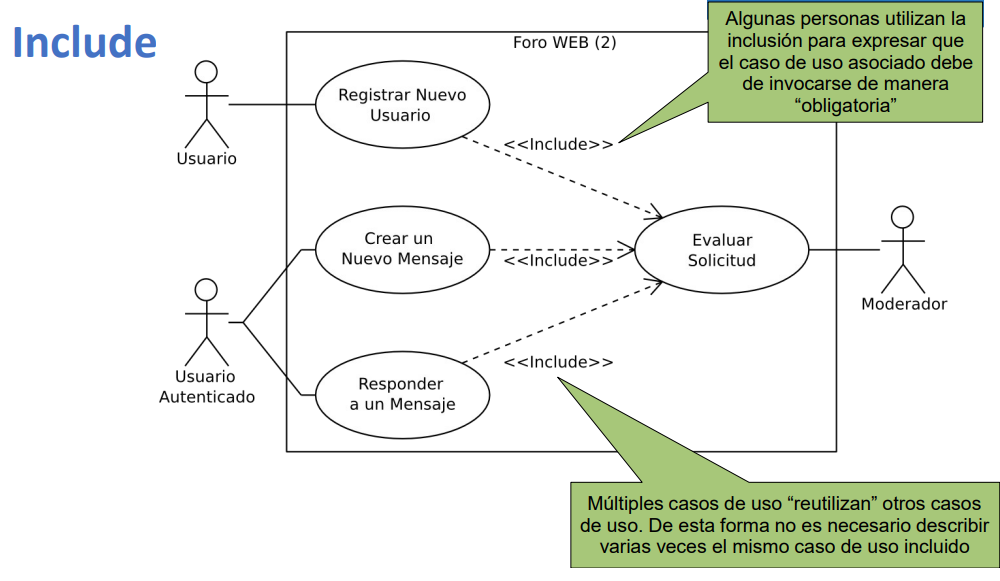 Include
Foro WEB (2)
Algunas personas utilizan la
inclusión para expresar que
el caso de uso asociado debe
de invocarse de manera
“obligatoria”
Registrar Nuevo
Usuario
Usuario
<<Include>>
Crear un
Nuevo Mensaje
<<Include>>
Evaluar
Solicitud
Moderador
Usuario
Autenticado
<<Include>>
Responder
a un Mensaje
Múltiples casos de uso “reutilizan” otros casos
de uso. De esta forma no es necesario describir
varias veces el mismo caso de uso incluido